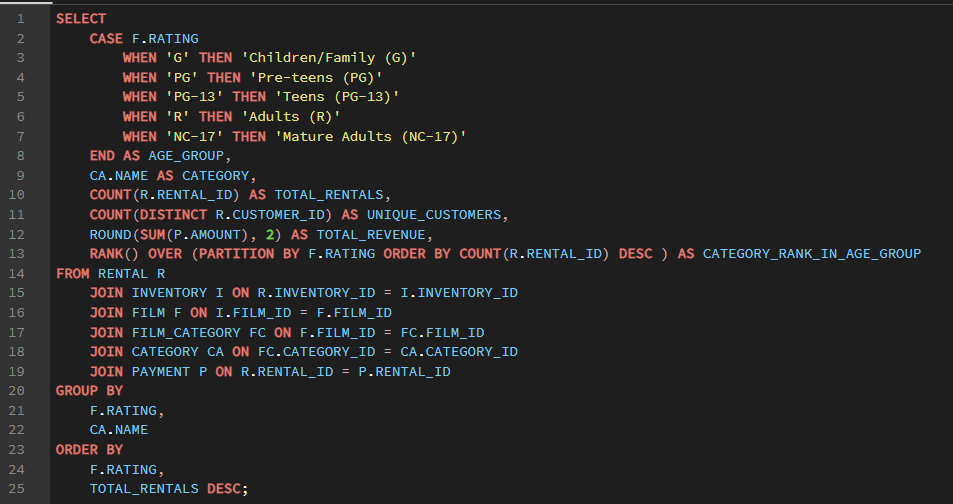 1 SELECT
2 CASE F.RATING
3 WHEN 'G' THEN 'Children/Family (G)'
4 WHEN 'PG' THEN 'Pre-teens (PG)'
5 WHEN 'PG-13' THEN 'Teens (PG-13)'
6 WHEN 'R' THEN 'Adults (R)'
7 WHEN 'NC-17' THEN 'Mature Adults (NC-17)'
8 END AS AGE_GROUP,
9 CA.NAME AS CATEGORY,
10 COUNT(R.RENTAL_ID) AS TOTAL_RENTALS,
11 COUNT(DISTINCT R.CUSTOMER_ID) AS UNIQUE_CUSTOMERS,
12 ROUND(SUM(P.AMOUNT), 2) AS TOTAL_REVENUE,
13 RANK() OVER (PARTITION BY F.RATING ORDER BY COUNT(R.RENTAL_ID) DESC ) AS CATEGORY_RANK_IN_AGE_GROUP
14 FROM RENTAL R
15 JOIN INVENTORY I ON R.INVENTORY_ID = I.INVENTORY_ID
16 JOIN FILM F ON I.FILM_ID = F.FILM_ID
17 JOIN FILM_CATEGORY FC ON F.FILM_ID = FC.FILM_ID
18 JOIN CATEGORY CA ON FC.CATEGORY_ID = CA.CATEGORY_ID
19 JOIN PAYMENT P ON R.RENTAL_ID = P.RENTAL_ID
20 GROUP BY
21 F.RATING,
22 CA.NAME
23 ORDER BY
24 F.RATING,
25 TOTAL_RENTALS DESC;